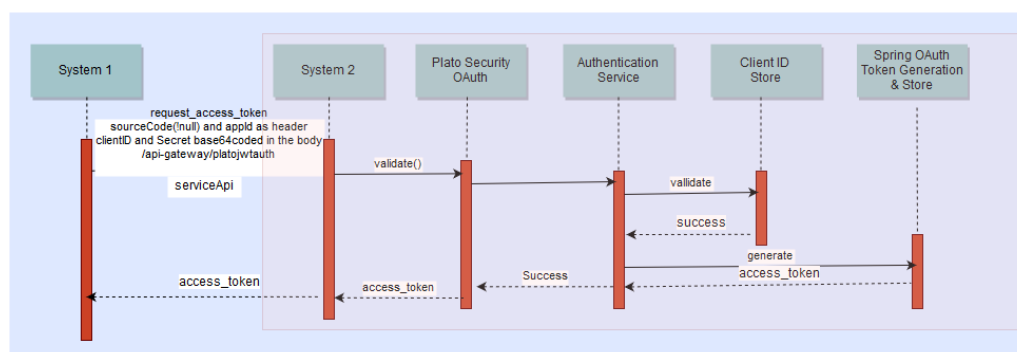 System 1
System 2
Plato Security
OAuth
Authentication
Service
Client ID
Store
Spring OAuth
Token Generation
& Store
request_access_token
sourceCode(!null) and appId as header
clientID and Secret base64coded in the body
/api-gateway/platojwtauth
serviceApi
validate()
vallidate
success
generate
access_token
Success
access_token
access_token